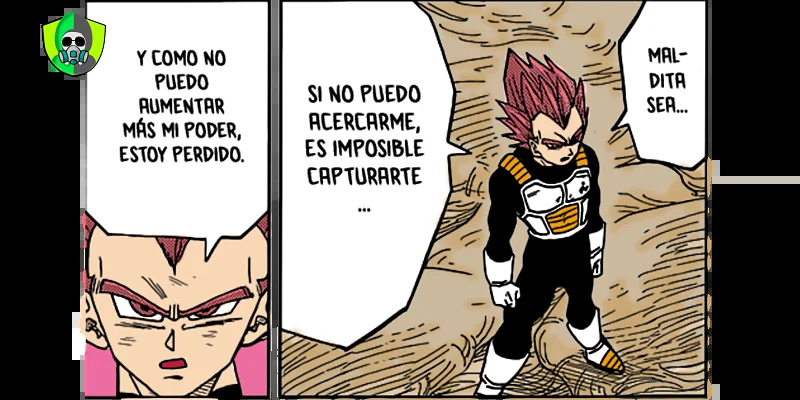 Y COMO NO
PUEDO
AUMENTAR
MÁS MI PODER,
ESTOY PERDIDO.
SI NO PUEDO
ACERCARME,
ES IMPOSIBLE
CAPTURARTE
...
MAL-
DITA
SEA...